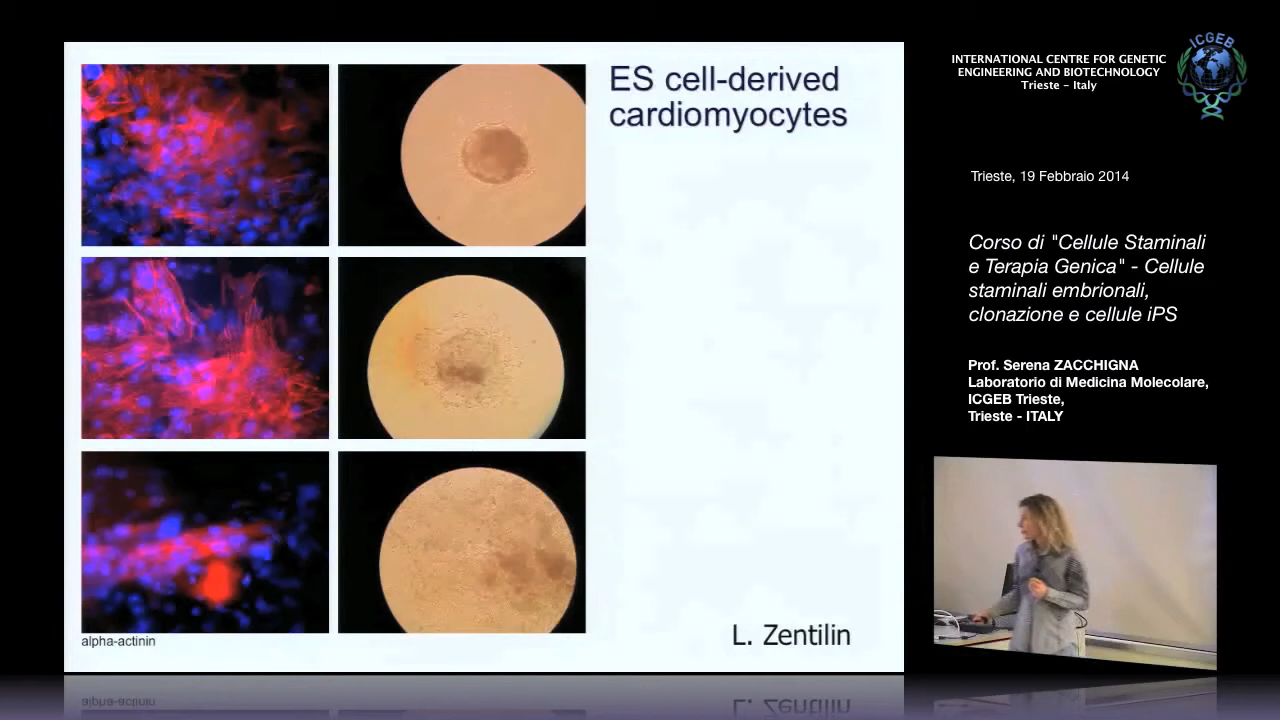 ES cell-derived
cardiomyocytes
alpha-actinin
L. Zentilin
INTERNATIONAL CENTRE FOR GENETIC
ENGINEERING AND BIOTECHNOLOGY
Trieste - Italy
ICGEB
Trieste, 19 Febbraio 2014
Corso di "Cellule Staminali
e Terapia Genica" - Cellule
staminali embrionali,
clonazione e cellule iPS
Prof. Serena ZACCHIGNA
Laboratorio di Medicina Molecolare,
ICGEB Trieste,
Trieste - ITALY